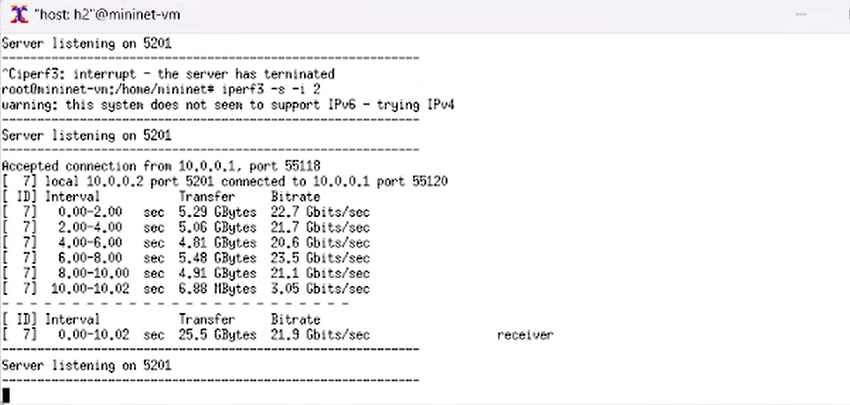 "host: h2"@mininet-vm
Server listening on 5201
-----------------------------------------------------------
^Ciperf3: interrupt - the server has terminated
root@mininet-vm:/home/mininet# iperf3 -s -i 2
warning: this system does not seem to support IPv6 - trying IPv4
-----------------------------------------------------------
Server listening on 5201
-----------------------------------------------------------
Accepted connection from 10.0.0.1, port 55118
[  7] local 10.0.0.2 port 5201 connected to 10.0.0.1 port 55120
[ ID] Interval           Transfer     Bitrate
[  7]   0.00-2.00   sec  5.29 GBytes  22.7 Gbits/sec
[  7]   2.00-4.00   sec  5.06 GBytes  21.7 Gbits/sec
[  7]   4.00-6.00   sec  4.81 GBytes  20.6 Gbits/sec
[  7]   6.00-8.00   sec  5.48 GBytes  23.5 Gbits/sec
[  7]   8.00-10.00  sec  4.91 GBytes  21.1 Gbits/sec
[  7]  10.00-10.02  sec  6.88 MBytes  3.05 Gbits/sec
- - - - - - - - - - - - - - - - - - - - - - - - -
[ ID] Interval           Transfer     Bitrate
[  7]   0.00-10.02  sec  25.5 GBytes  21.9 Gbits/sec                  receiver
-----------------------------------------------------------
Server listening on 5201
-----------------------------------------------------------